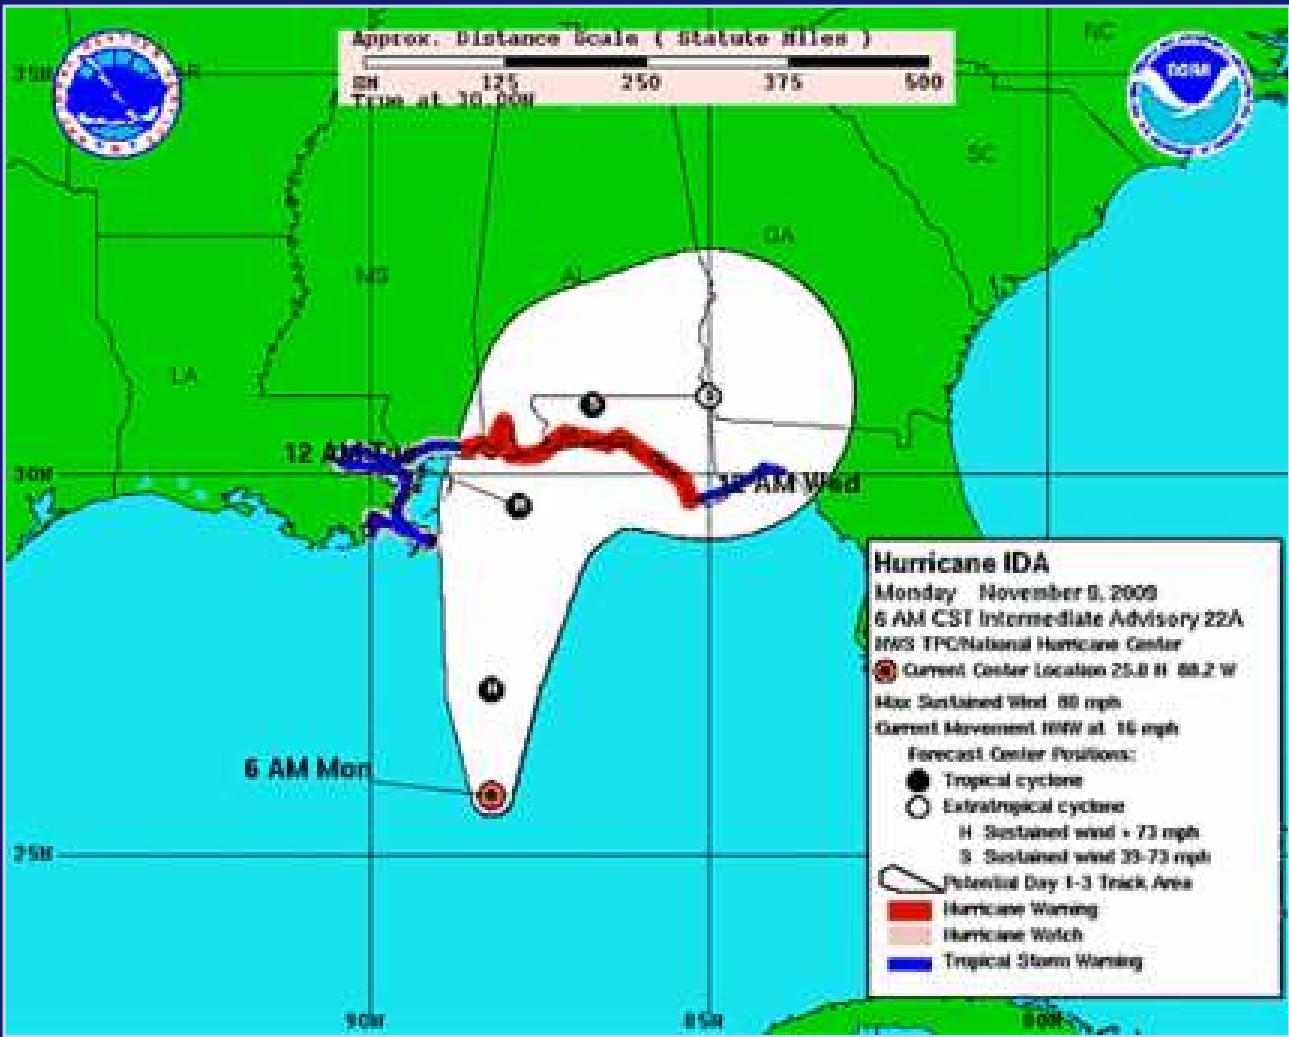 NC
Approx. Distance Scale ( Statute Miles )
125 250 375 500
True at 30.00N
35N
noaa
SC
GA
MS
AL
LA
12 AM Tue
30N
12 AM Wed
H
S
S
H
6 AM Mon
25N
90W
85W
80W
Hurricane IDA
Monday November 9, 2009
6 AM CST Intermediate Advisory 22A
NWS TPC/National Hurricane Center
Current Center Location 25.8 N 88.2 W
Max Sustained Wind 80 mph
Current Movement NNW at 16 mph
Forecast Center Positions:
Tropical cyclone
Extratropical cyclone
H Sustained wind > 73 mph
S Sustained wind 39-73 mph
Potential Day 1-3 Track Area
Hurricane Warning
Hurricane Watch
Tropical Storm Warning